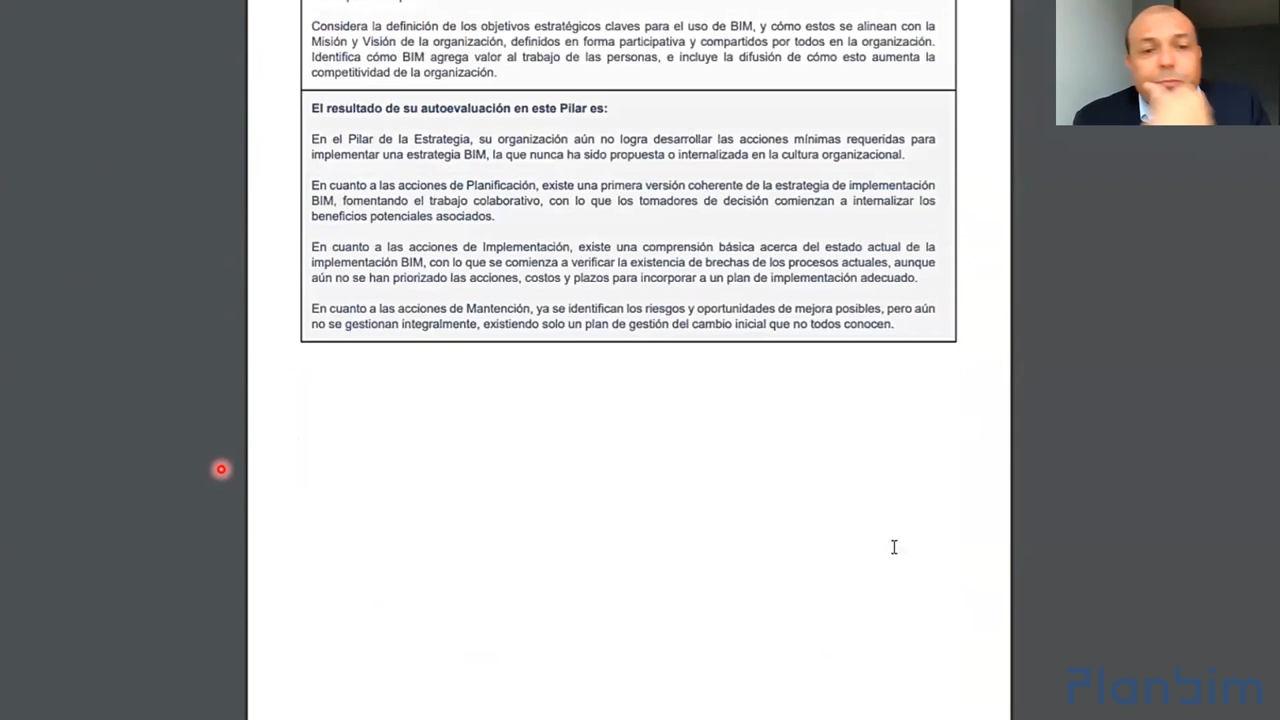 Considera la definición de los objetivos estratégicos claves para el uso de BIM, y cómo estos se alinean con la
Misión y Visión de la organización, definidos en forma participativa y compartidos por todos en la organización.
Identifica cómo BIM agrega valor al trabajo de las personas, e incluye la difusión de cómo esto aumenta la
competitividad de la organización.
El resultado de su autoevaluación en este Pilar es:
En el Pilar de la Estrategia, su organización aún no logra desarrollar las acciones mínimas requeridas para
implementar una estrategia BIM, la que nunca ha sido propuesta o internalizada en la cultura organizacional.
En cuanto a las acciones de Planificación, existe una primera versión coherente de la estrategia de implementación
BIM, fomentando el trabajo colaborativo, con lo que los tomadores de decisión comienzan a internalizar los
beneficios potenciales asociados.
En cuanto a las acciones de Implementación, existe una comprensión básica acerca del estado actual de la
implementación BIM, con lo que se comienza a verificar la existencia de brechas de los procesos actuales, aunque
aún no se han priorizado las acciones, costos y plazos para incorporar a un plan de implementación adecuado.
En cuanto a las acciones de Mantención, ya se identifican los riesgos y oportunidades de mejora posibles, pero aún
no se gestionan integralmente, existiendo solo un plan de gestión del cambio inicial que no todos conocen.
Planbim